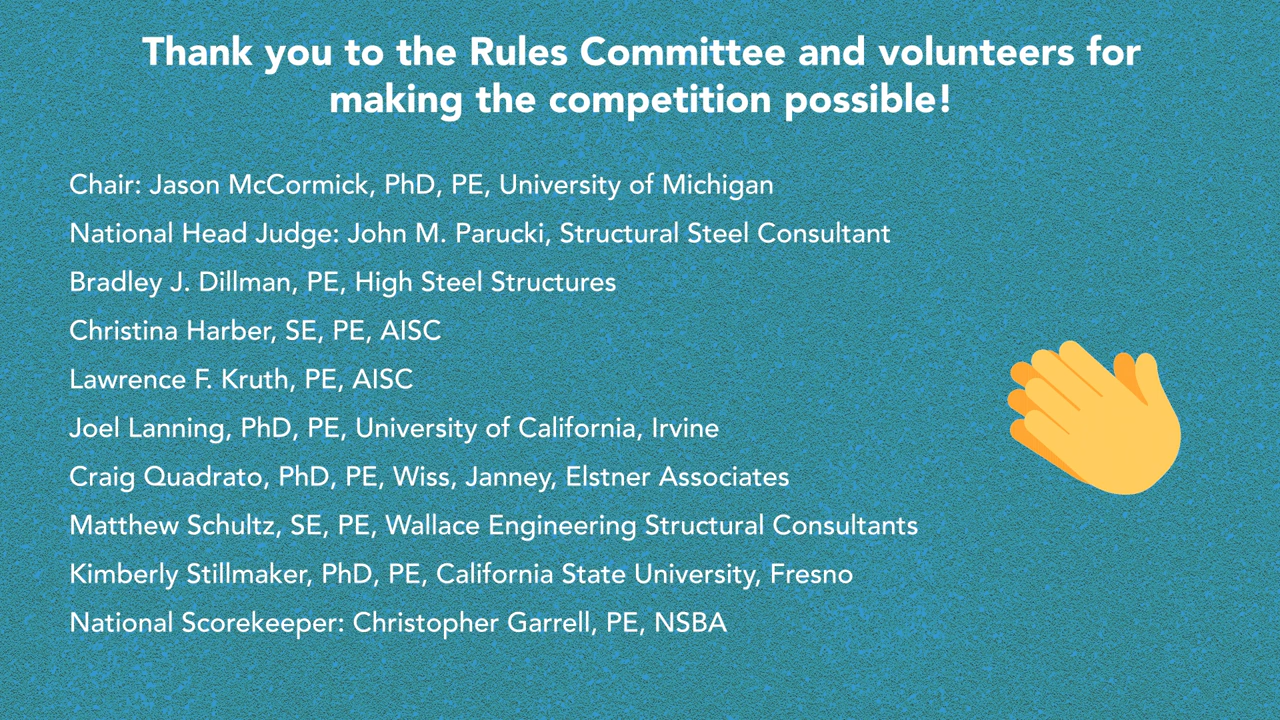 Thank you to the Rules Committee and volunteers for
making the competition possible!
Chair: Jason McCormick, PhD, PE, University of Michigan
National Head Judge: John M. Parucki, Structural Steel Consultant
Bradley J. Dillman, PE, High Steel Structures
Christina Harber, SE, PE, AISC
Lawrence F. Kruth, PE, AISC
Joel Lanning, PhD, PE, University of California, Irvine
Craig Quadrato, PhD, PE, Wiss, Janney, Elstner Associates
Matthew Schultz, SE, PE, Wallace Engineering Structural Consultants
Kimberly Stillmaker, PhD, PE, California State University, Fresno
National Scorekeeper: Christopher Garrell, PE, NSBA